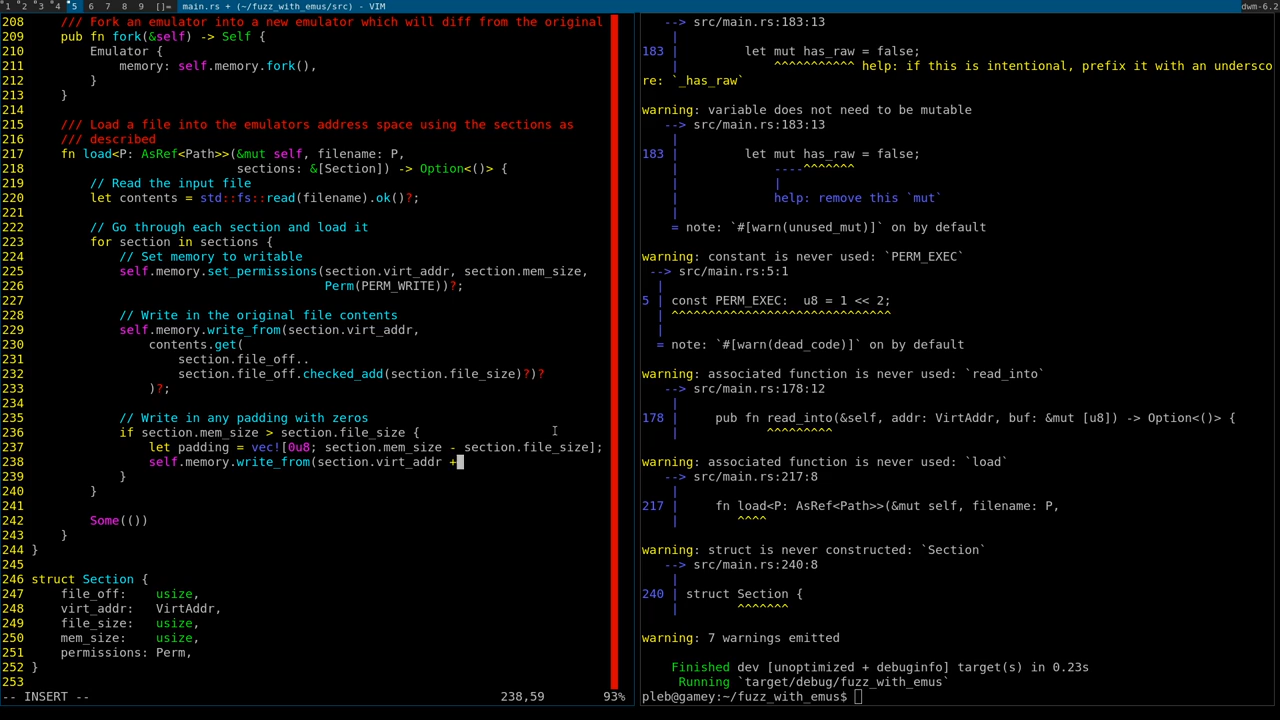 1 2 3 4 5 6 7 8 9 []= main.rs + (~/fuzz_with_emus/src) - VIM dwm-6.2
208     /// Fork an emulator into a new emulator which will diff from the original
209     pub fn fork(&self) -> Self {
210         Emulator {
211             memory: self.memory.fork(),
212         }
213     }
214
215     /// Load a file into the emulators address space using the sections as
216     /// described
217     fn load<P: AsRef<Path>>(&mut self, filename: P,
218                             sections: &[Section]) -> Option<()> {
219         // Read the input file
220         let contents = std::fs::read(filename).ok()?;
221
222         // Go through each section and load it
223         for section in sections {
224             // Set memory to writable
225             self.memory.set_permissions(section.virt_addr, section.mem_size,
226                                         Perm(PERM_WRITE))?;
227
228             // Write in the original file contents
229             self.memory.write_from(section.virt_addr,
230                 contents.get(
231                     section.file_off..
232                     section.file_off.checked_add(section.file_size)?)?
233                 )?;
234
235             // Write in any padding with zeros
236             if section.mem_size > section.file_size {
237                 let padding = vec![0u8; section.mem_size - section.file_size];
238                 self.memory.write_from(section.virt_addr +
239             }
240         }
241
242         Some(())
243     }
244 }
245
246 struct Section {
247     file_off:    usize,
248     virt_addr:   VirtAddr,
249     file_size:   usize,
250     mem_size:    usize,
251     permissions: Perm,
252 }
253
-- INSERT -- 238,59 93%
--> src/main.rs:183:13
|
183 |         let mut has_raw = false;
|             ^^^^^^^^^^^ help: if this is intentional, prefix it with an undersco
re: `_has_raw`
warning: variable does not need to be mutable
--> src/main.rs:183:13
|
183 |         let mut has_raw = false;
|             ----^^^^^^^
|             |
|             help: remove this `mut`
|
= note: `#[warn(unused_mut)]` on by default
warning: constant is never used: `PERM_EXEC`
--> src/main.rs:5:1
|
5 | const PERM_EXEC:  u8 = 1 << 2;
| ^^^^^^^^^^^^^^^^^^^^^^^^^^^^^^
|
= note: `#[warn(dead_code)]` on by default
warning: associated function is never used: `read_into`
--> src/main.rs:178:12
|
178 |     pub fn read_into(&self, addr: VirtAddr, buf: &mut [u8]) -> Option<()> {
|            ^^^^^^^^^
warning: associated function is never used: `load`
--> src/main.rs:217:8
|
217 |     fn load<P: AsRef<Path>>(&mut self, filename: P,
|        ^^^^
warning: struct is never constructed: `Section`
--> src/main.rs:240:8
|
240 | struct Section {
|        ^^^^^^^
warning: 7 warnings emitted
Finished dev [unoptimized + debuginfo] target(s) in 0.23s
Running `target/debug/fuzz_with_emus`
pleb@gamey:~/fuzz_with_emus$